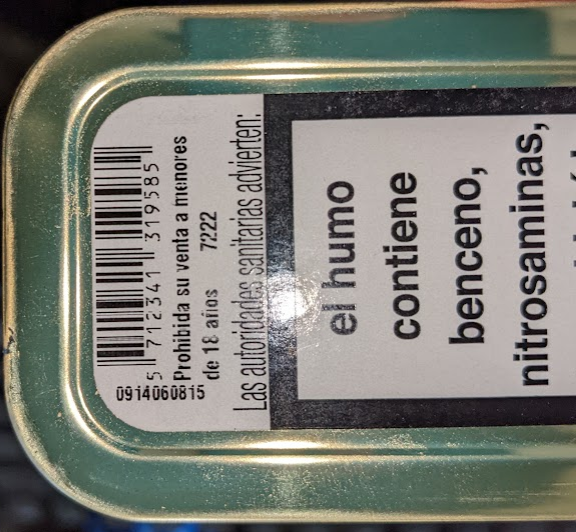 5 712341 319585
0914060815
Prohibida su venta a menores
de 18 años 7222
Las autoridades sanitarias advierten:
el humo
contiene
benceno,
nitrosaminas,